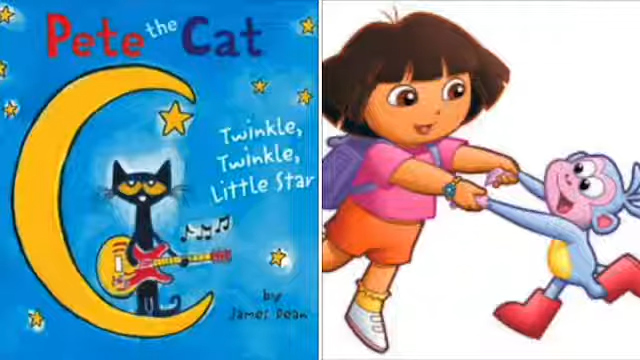 Pete the Cat
Twinkle,
Twinkle,
Little Star
by
James Dean